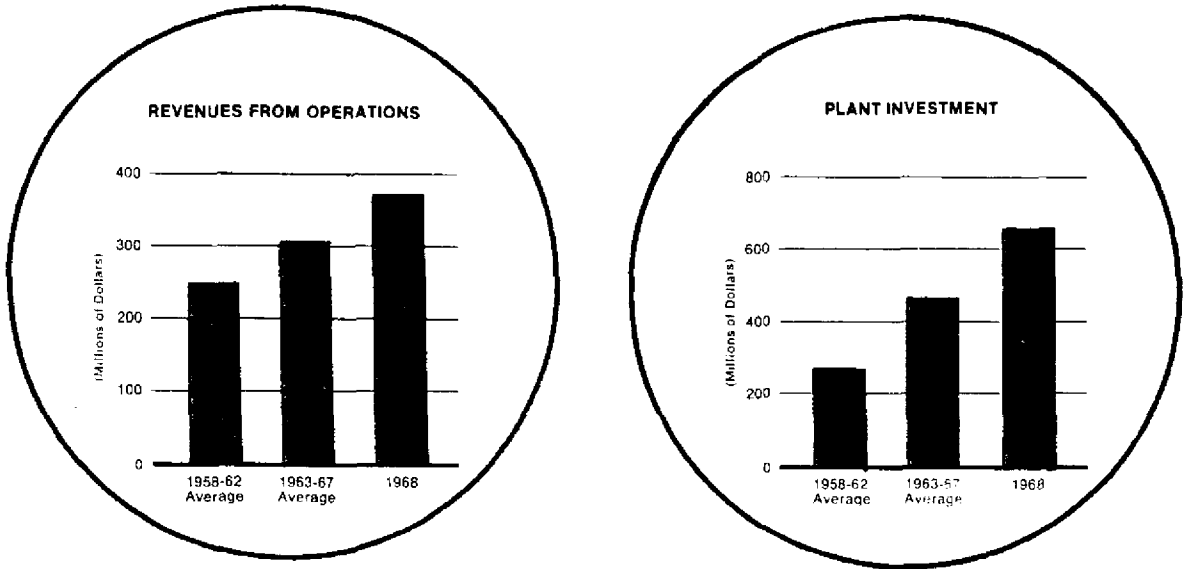 REVENUES FROM OPERATIONS
400
300
200
100
0
(Millions of Dollars)
1958-62
Average
1963-67
Average
1968
PLANT INVESTMENT
800
600
400
200
0
(Millions of Dollars)
1958-62
Average
1963-67
Average
1968